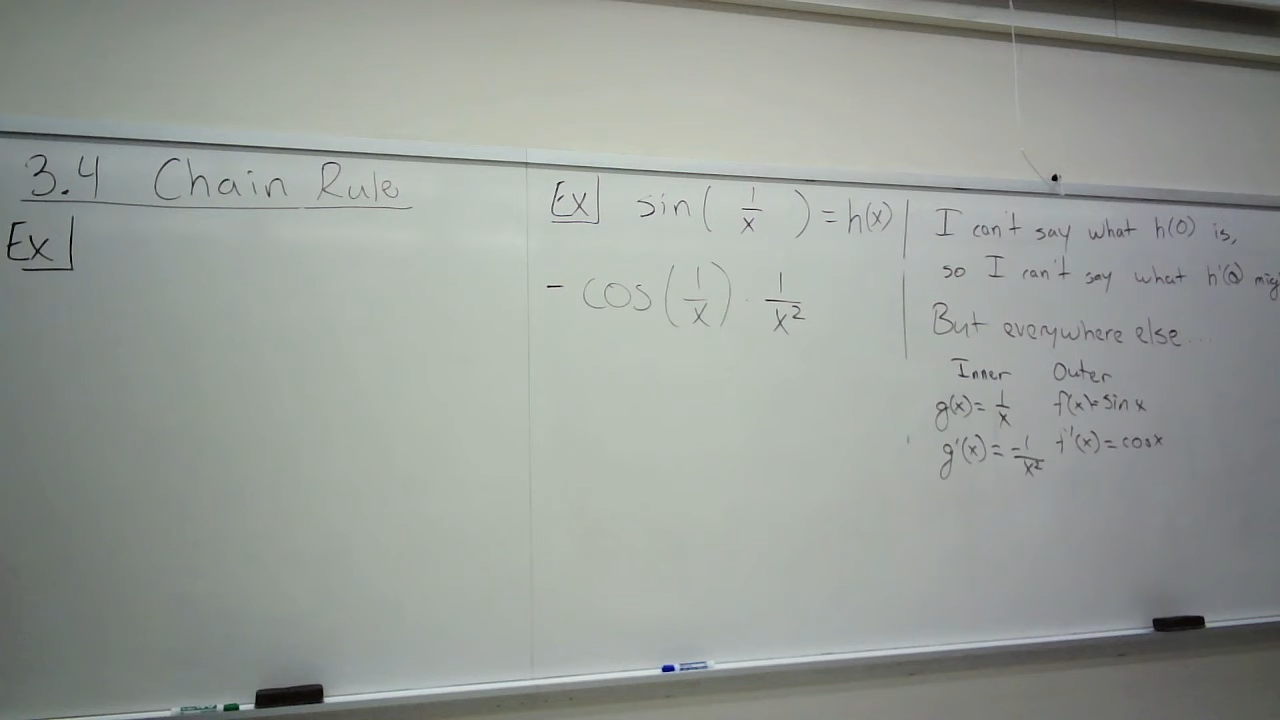 3.4 Chain Rule
Ex
Ex sin( 1/x ) = h(x)
- cos(1/x) · 1/x²
I can't say what h(0) is,
so I can't say what h'(0)
But everywhere else...
Inner Outer
g(x) = 1/x f(x) = sin x
g'(x) = -1/x² f'(x) = cos x